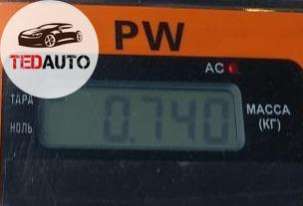 TEDAUTO
PW
AC
ТАРА
НОЛЬ
0.740
МАССА
(КГ)